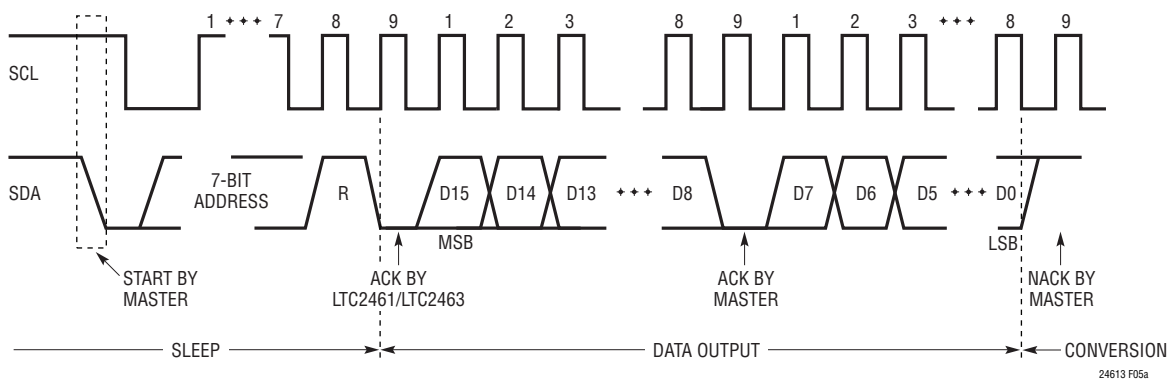 1 ✦✦✦ 7 8 9 1 2 3 8 9 1 2 3 ✦✦✦ 8 9
SCL
SDA
7-BIT
ADDRESS
R D15 D14 D13 ✦✦✦ D8 D7 D6 D5 ✦✦✦ D0
MSB
LSB
START BY
MASTER
ACK BY
LTC2461/LTC2463
ACK BY
MASTER
NACK BY
MASTER
SLEEP DATA OUTPUT CONVERSION
24613 F05a